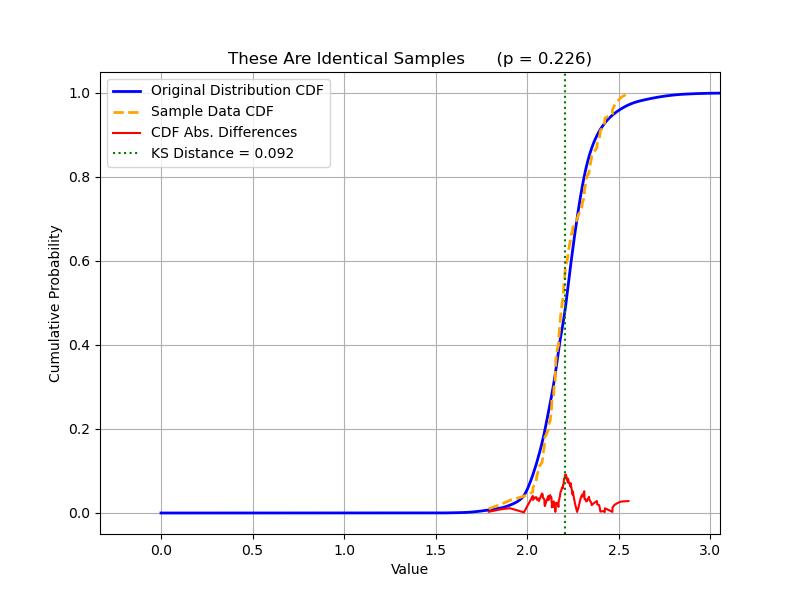 These Are Identical Samples      (p = 0.226)
Original Distribution CDF
Sample Data CDF
CDF Abs. Differences
KS Distance = 0.092
Cumulative Probability
1.0
0.8
0.6
0.4
0.2
0.0
0.0 0.5 1.0 1.5 2.0 2.5 3.0
Value